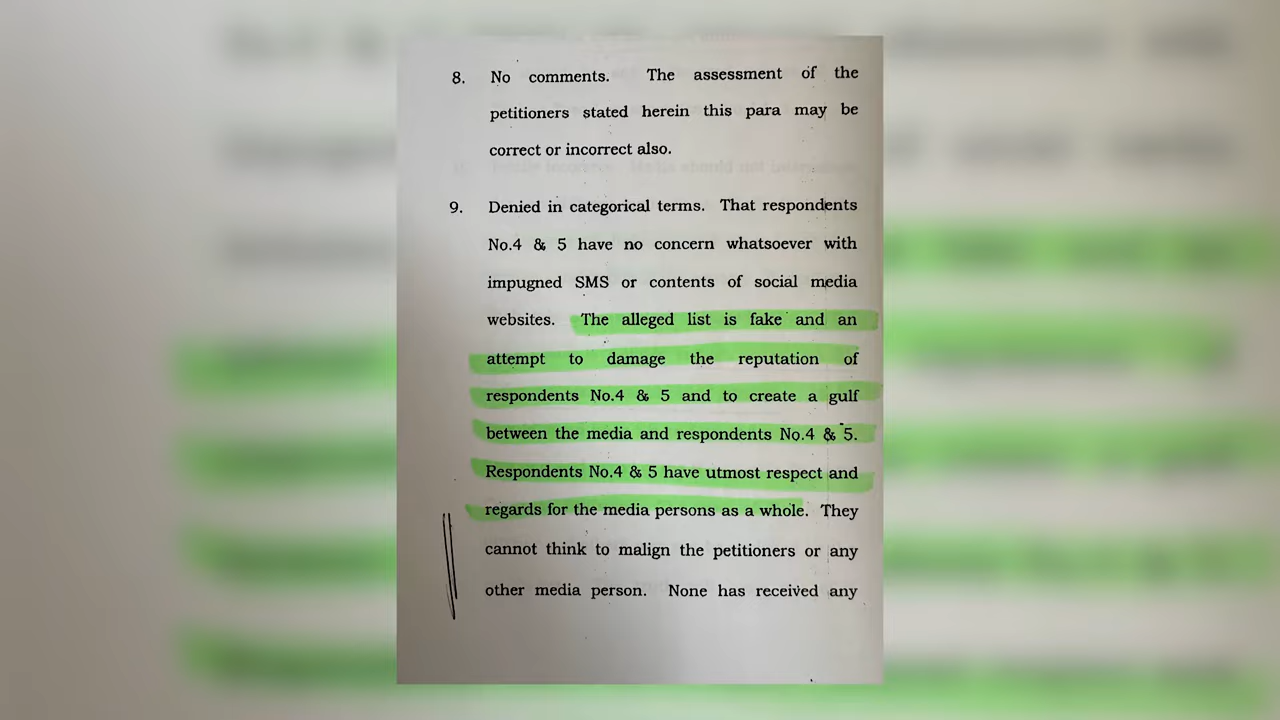 8. No comments. The assessment of the
petitioners stated herein this para may be
correct or incorrect also.
9. Denied in categorical terms. That respondents
No.4 & 5 have no concern whatsoever with
impugned SMS or contents of social media
websites. The alleged list is fake and an
attempt to damage the reputation of
respondents No.4 & 5 and to create a gulf
between the media and respondents No.4 & 5.
Respondents No.4 & 5 have utmost respect and
regards for the media persons as a whole. They
cannot think to malign the petitioners or any
other media person. None has received any